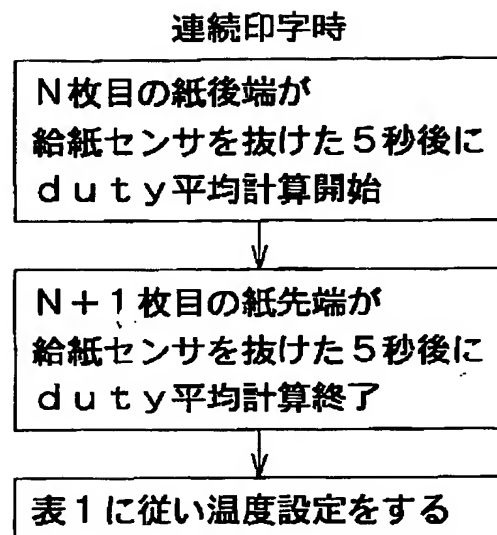 連続印字時
N枚目の紙後端が
給紙センサを抜けた5秒後に
duty平均計算開始
N+1枚目の紙先端が
給紙センサを抜けた5秒後に
duty平均計算終了
表1に従い温度設定をする